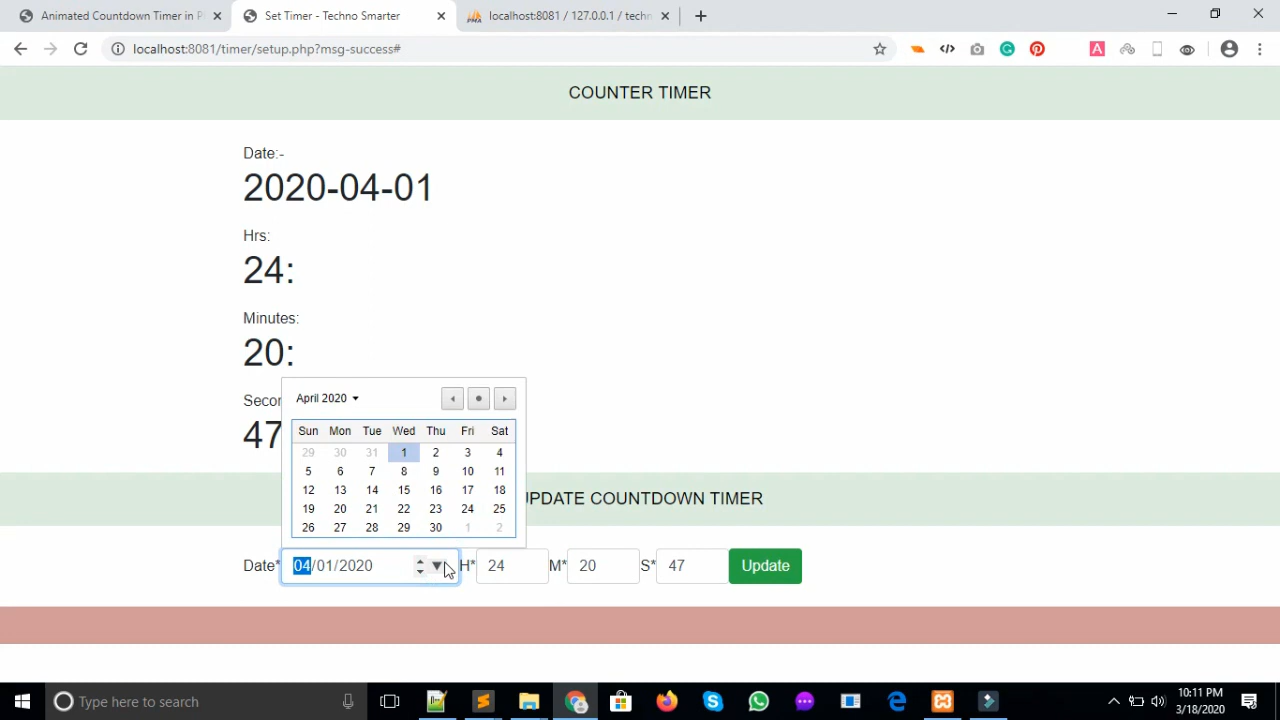 Animated Countdown Timer in P
Set Timer - Techno Smarter
localhost:8081 / 127.0.0.1 / techn
localhost:8081/timer/setup.php?msg-success#
COUNTER TIMER
Date:-
2020-04-01
Hrs:
24:
Minutes:
20:
Secon
47
April 2020
Sun Mon Tue Wed Thu Fri Sat
29 30 31 1 2 3 4
5 6 7 8 9 10 11
12 13 14 15 16 17 18
19 20 21 22 23 24 25
26 27 28 29 30 1 2
UPDATE COUNTDOWN TIMER
Date* 04/01/2020 H* 24 M* 20 S* 47 Update
Type here to search
10:11 PM
3/18/2020